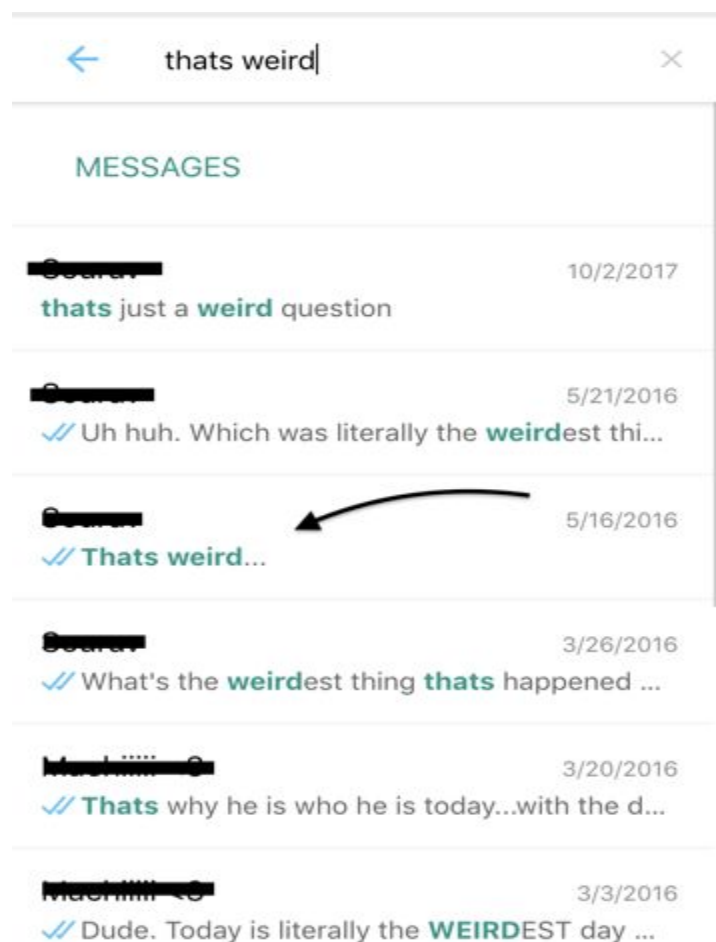 thats weird
MESSAGES
10/2/2017
thats just a weird question
5/21/2016
Uh huh. Which was literally the weirdest thi...
5/16/2016
Thats weird...
3/26/2016
What's the weirdest thing thats happened ...
3/20/2016
Thats why he is who he is today...with the d...
3/3/2016
Dude. Today is literally the WEIRDEST day ...